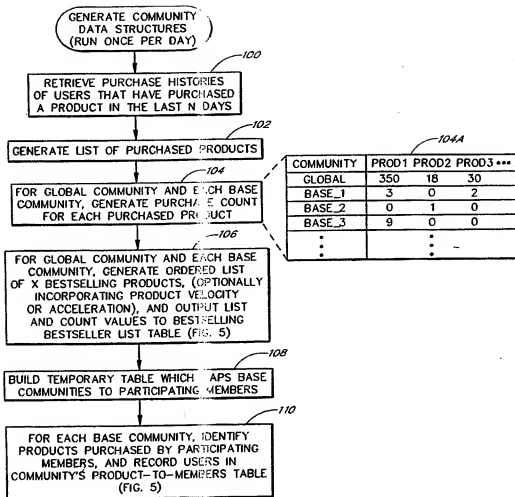 GENERATE COMMUNITY
DATA STRUCTURES
(RUN ONCE PER DAY)
100
RETRIEVE PURCHASE HISTORIES
OF USERS THAT HAVE PURCHASED
A PRODUCT IN THE LAST N DAYS
102
GENERATE LIST OF PURCHASED PRODUCTS
104
FOR GLOBAL COMMUNITY AND EACH BASE
COMMUNITY, GENERATE PURCHASE COUNT
FOR EACH PURCHASED PRODUCT
104A
COMMUNITY PROD1 PROD2 PROD3 •••
GLOBAL 350 18 30
BASE_1 3 0 2
BASE_2 0 1 0
BASE_3 9 0 0
106
FOR GLOBAL COMMUNITY AND EACH BASE
COMMUNITY, GENERATE ORDERED LIST
OF X BESTSELLING PRODUCTS, (OPTIONALLY
INCORPORATING PRODUCT VELOCITY
OR ACCELERATION), AND OUTPUT LIST
AND COUNT VALUES TO BESTSELLING
BESTSELLER LIST TABLE (FIG. 5)
108
BUILD TEMPORARY TABLE WHICH MAPS BASE
COMMUNITIES TO PARTICIPATING MEMBERS
110
FOR EACH BASE COMMUNITY, IDENTIFY
PRODUCTS PURCHASED BY PARTICIPATING
MEMBERS, AND RECORD USERS IN
COMMUNITY'S PRODUCT-TO-MEMBERS TABLE
(FIG. 5)